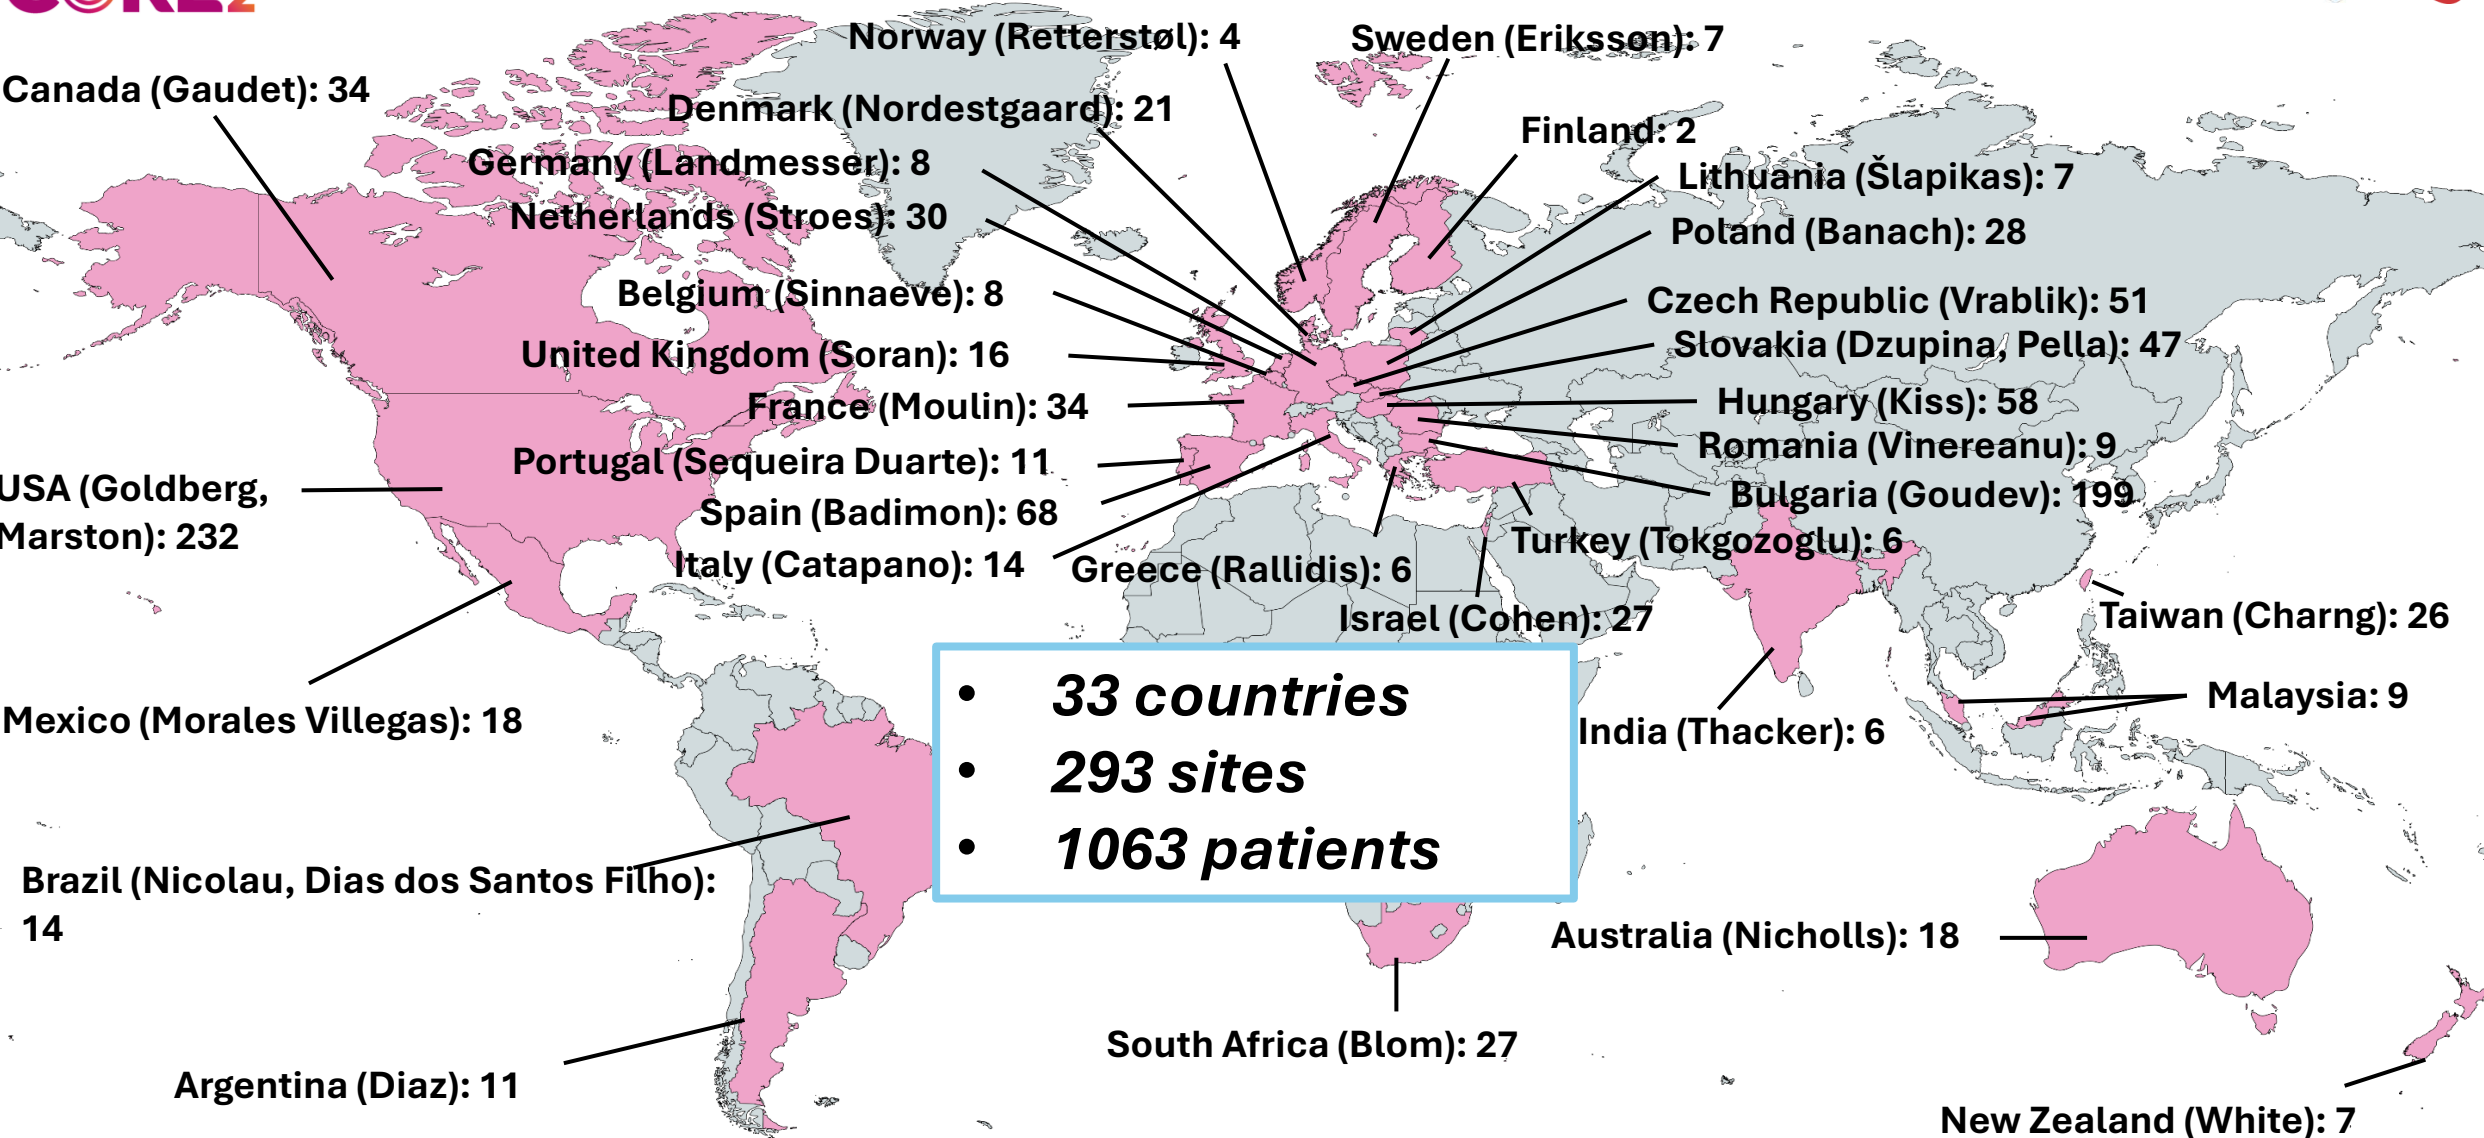 CORE2
Norway (Retterstøl): 4
Sweden (Eriksson): 7
Canada (Gaudet): 34
Denmark (Nordestgaard): 21
Finland: 2
Germany (Landmesser): 8
Lithuania (Šlapikas): 7
Netherlands (Stroes): 30
Poland (Banach): 28
Belgium (Sinnaeve): 8
Czech Republic (Vrablik): 51
United Kingdom (Soran): 16
Slovakia (Dzupina, Pella): 47
France (Moulin): 34
Hungary (Kiss): 58
Romania (Vinereanu): 9
Portugal (Sequeira Duarte): 11
USA (Goldberg,
Marston): 232
Bulgaria (Goudev): 199
Spain (Badimon): 68
Turkey (Tokgozoglu): 6
Italy (Catapano): 14
Greece (Rallidis): 6
Israel (Cohen): 27
Taiwan (Charng): 26
• 33 countries
• 293 sites
• 1063 patients
Malaysia: 9
Mexico (Morales Villegas): 18
India (Thacker): 6
Brazil (Nicolau, Dias dos Santos Filho):
14
Australia (Nicholls): 18
South Africa (Blom): 27
Argentina (Diaz): 11
New Zealand (White): 7